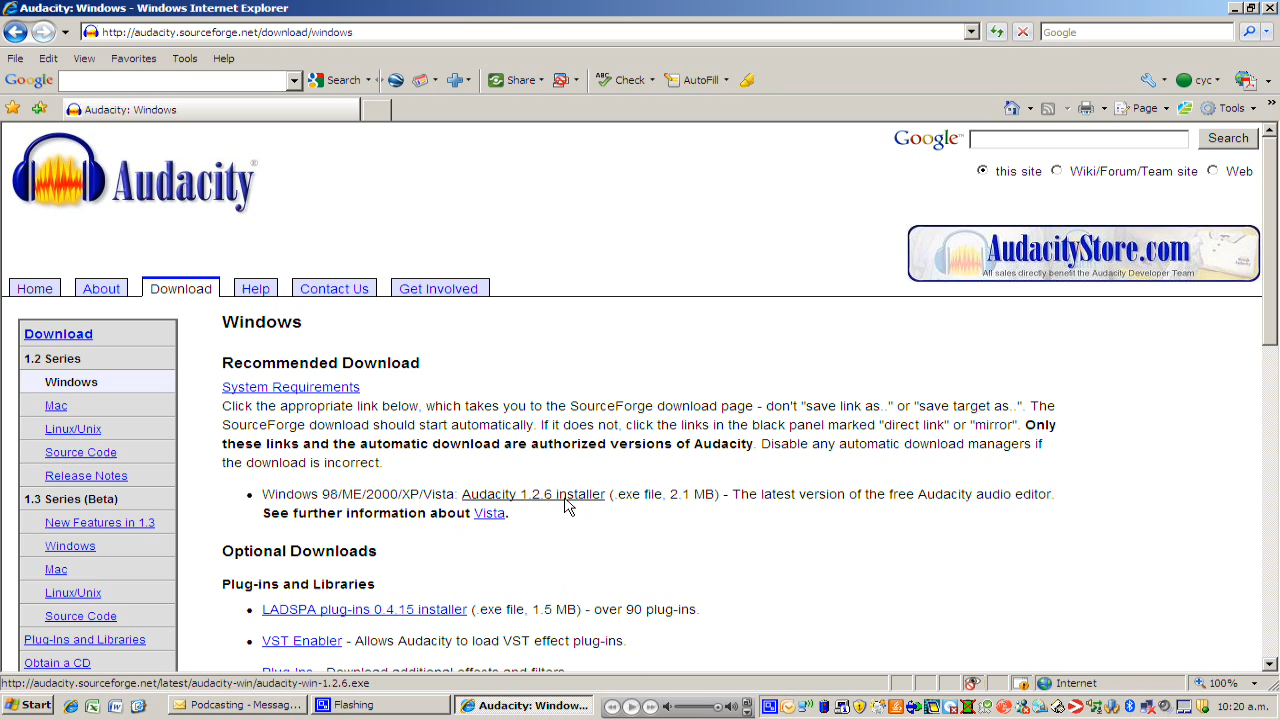 Audacity: Windows - Windows Internet Explorer
http://audacity.sourceforge.net/download/windows
Google
File Edit View Favorites Tools Help
Google Search Share Check AutoFill cyc
Audacity: Windows
Page Tools
Audacity®
Google™ Search
this site Wiki/Forum/Team site Web
AudacityStore.com
All sales directly benefit the Audacity Developer Team
Home About Download Help Contact Us Get Involved
Download
1.2 Series
Windows
Mac
Linux/Unix
Source Code
Release Notes
1.3 Series (Beta)
New Features in 1.3
Windows
Mac
Linux/Unix
Source Code
Plug-Ins and Libraries
Obtain a CD
Windows
Recommended Download
System Requirements
Click the appropriate link below, which takes you to the SourceForge download page - don't "save link as.." or "save target as..". The
SourceForge download should start automatically. If it does not, click the links in the black panel marked "direct link" or "mirror". Only
these links and the automatic download are authorized versions of Audacity. Disable any automatic download managers if
the download is incorrect.
• Windows 98/ME/2000/XP/Vista: Audacity 1.2.6 installer (.exe file, 2.1 MB) - The latest version of the free Audacity audio editor.
See further information about Vista.
Optional Downloads
Plug-ins and Libraries
• LADSPA plug-ins 0.4.15 installer (.exe file, 1.5 MB) - over 90 plug-ins.
• VST Enabler - Allows Audacity to load VST effect plug-ins.
Plug-Ins - Download additional effects and filters.
http://audacity.sourceforge.net/latest/audacity-win/audacity-win-1.2.6.exe
Internet 100%
Start Podcasting - Messag... Flashing Audacity: Window... 10:20 a.m.